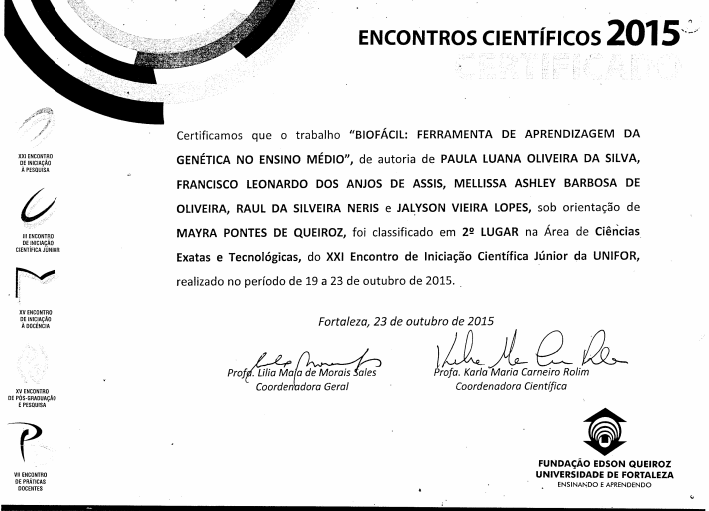 ENCONTROS CIENTÍFICOS 2015
CERTIFICADO
Certificamos que o trabalho “BIOFÁCIL: FERRAMENTA DE APRENDIZAGEM DA
GENÉTICA NO ENSINO MÉDIO”, de autoria de PAULA LUANA OLIVEIRA DA SILVA,
FRANCISCO LEONARDO DOS ANJOS DE ASSIS, MELLISSA ASHLEY BARBOSA DE
OLIVEIRA, RAUL DA SILVEIRA NERIS e JALYSON VIEIRA LOPES, sob orientação de
MAYRA PONTES DE QUEIROZ, foi classificado em 2º LUGAR na Área de Ciências
Exatas e Tecnológicas, do XXI Encontro de Iniciação Científica Júnior da UNIFOR,
realizado no período de 19 a 23 de outubro de 2015.
Fortaleza, 23 de outubro de 2015
Profa. Lilia Maia de Morais Sales
Coordenadora Geral
Profa. Karla Maria Carneiro Rolim
Coordenadora Científica
XXI ENCONTRO
DE INICIAÇÃO
À PESQUISA
III ENCONTRO
DE INICIAÇÃO
CIENTÍFICA JÚNIOR
XV ENCONTRO
DE INICIAÇÃO
À DOCÊNCIA
XV ENCONTRO
DE PÓS-GRADUAÇÃO
E PESQUISA
VII ENCONTRO
DE PRÁTICAS
DOCENTES
FUNDAÇÃO EDSON QUEIROZ
UNIVERSIDADE DE FORTALEZA
ENSINANDO E APRENDENDO